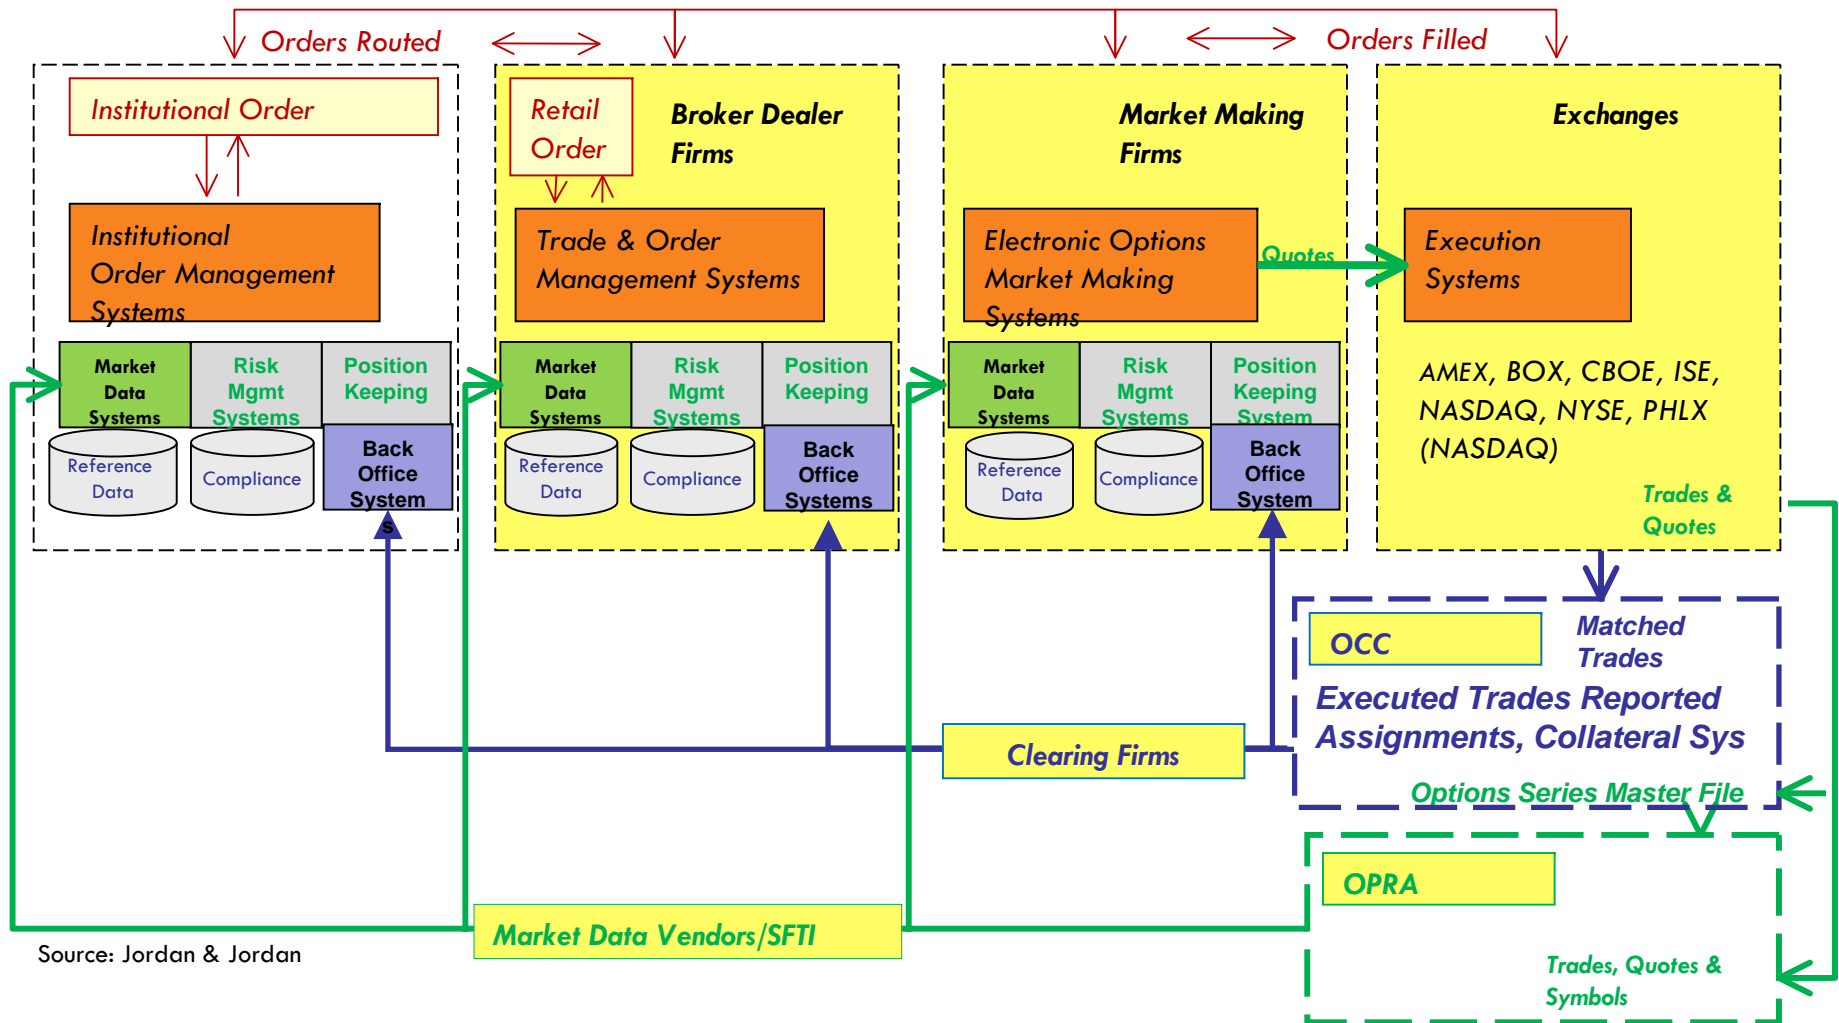 Orders Routed
Orders Filled
Institutional Order
Institutional
Order Management
Systems
Market
Data
Systems
Risk
Mgmt
Systems
Position
Keeping
Reference
Data
Compliance
Back
Office
System
s
Retail
Order
Broker Dealer
Firms
Trade & Order
Management Systems
Market
Data
Systems
Risk
Mgmt
Systems
Position
Keeping
Reference
Data
Compliance
Back
Office
Systems
Market Making
Firms
Electronic Options
Market Making
Systems
Quotes
Market
Data
Systems
Risk
Mgmt
Systems
Position
Keeping
System
Reference
Data
Compliance
Back
Office
System
Exchanges
Execution
Systems
AMEX, BOX, CBOE, ISE,
NASDAQ, NYSE, PHLX
(NASDAQ)
Trades &
Quotes
OCC
Matched
Trades
Executed Trades Reported
Assignments, Collateral Sys
Options Series Master File
Clearing Firms
OPRA
Trades, Quotes &
Symbols
Market Data Vendors/SFTI
Source: Jordan & Jordan